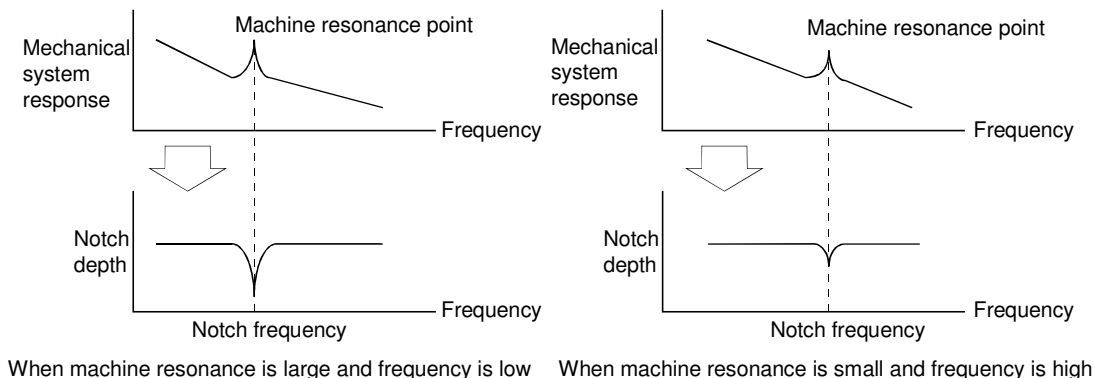 Machine resonance point
Mechanical
system
response
Frequency
Notch
depth
Frequency
Notch frequency
When machine resonance is large and frequency is low
Machine resonance point
Mechanical
system
response
Frequency
Notch
depth
Frequency
Notch frequency
When machine resonance is small and frequency is high